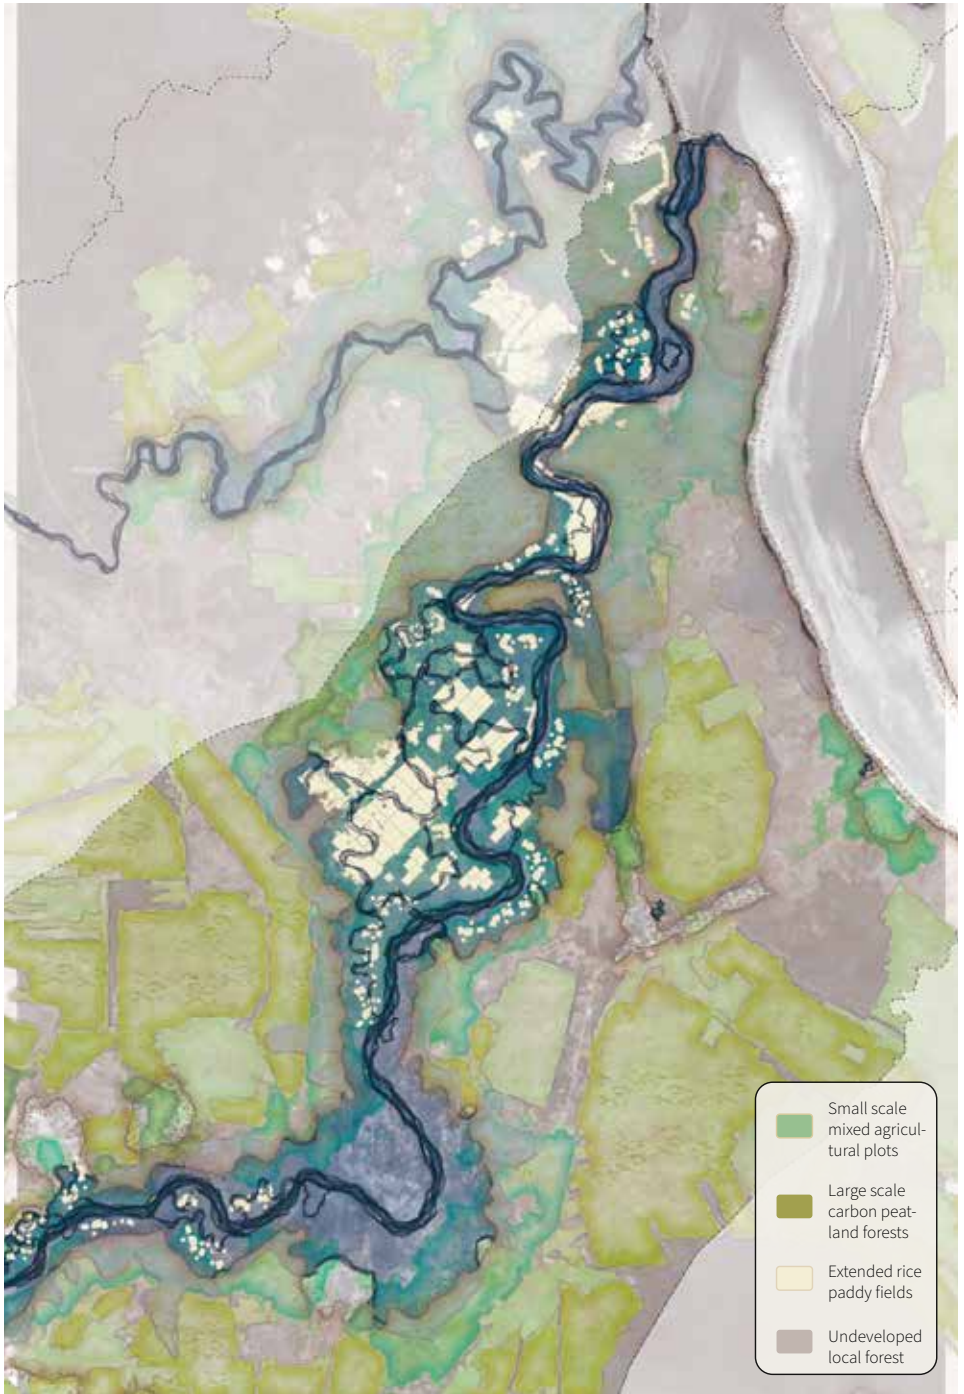 Small scale
mixed agricul-
tural plots
Large scale
carbon peat-
land forests
Extended rice
paddy fields
Undeveloped
local forest